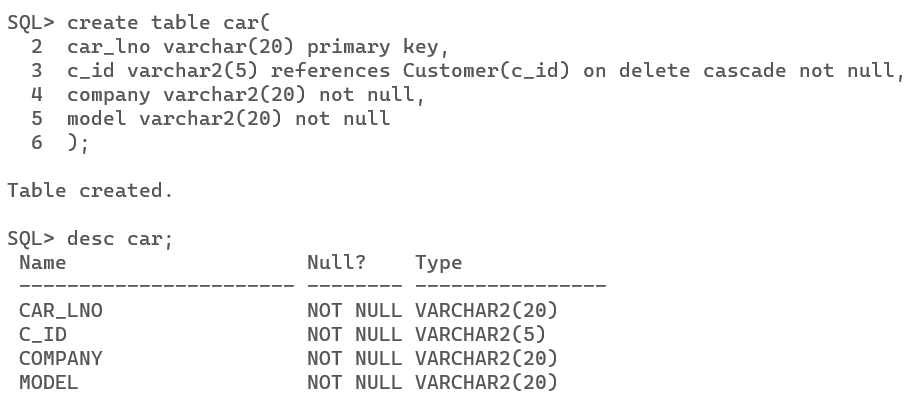 SQL> create table car(
  2  car_lno varchar(20) primary key,
  3  c_id varchar2(5) references Customer(c_id) on delete cascade not null,
  4  company varchar2(20) not null,
  5  model varchar2(20) not null
  6  );

Table created.

SQL> desc car;
 Name                    Null?    Type
 ----------------------- -------- ----------------
 CAR_LNO                 NOT NULL VARCHAR2(20)
 C_ID                    NOT NULL VARCHAR2(5)
 COMPANY                 NOT NULL VARCHAR2(20)
 MODEL                   NOT NULL VARCHAR2(20)